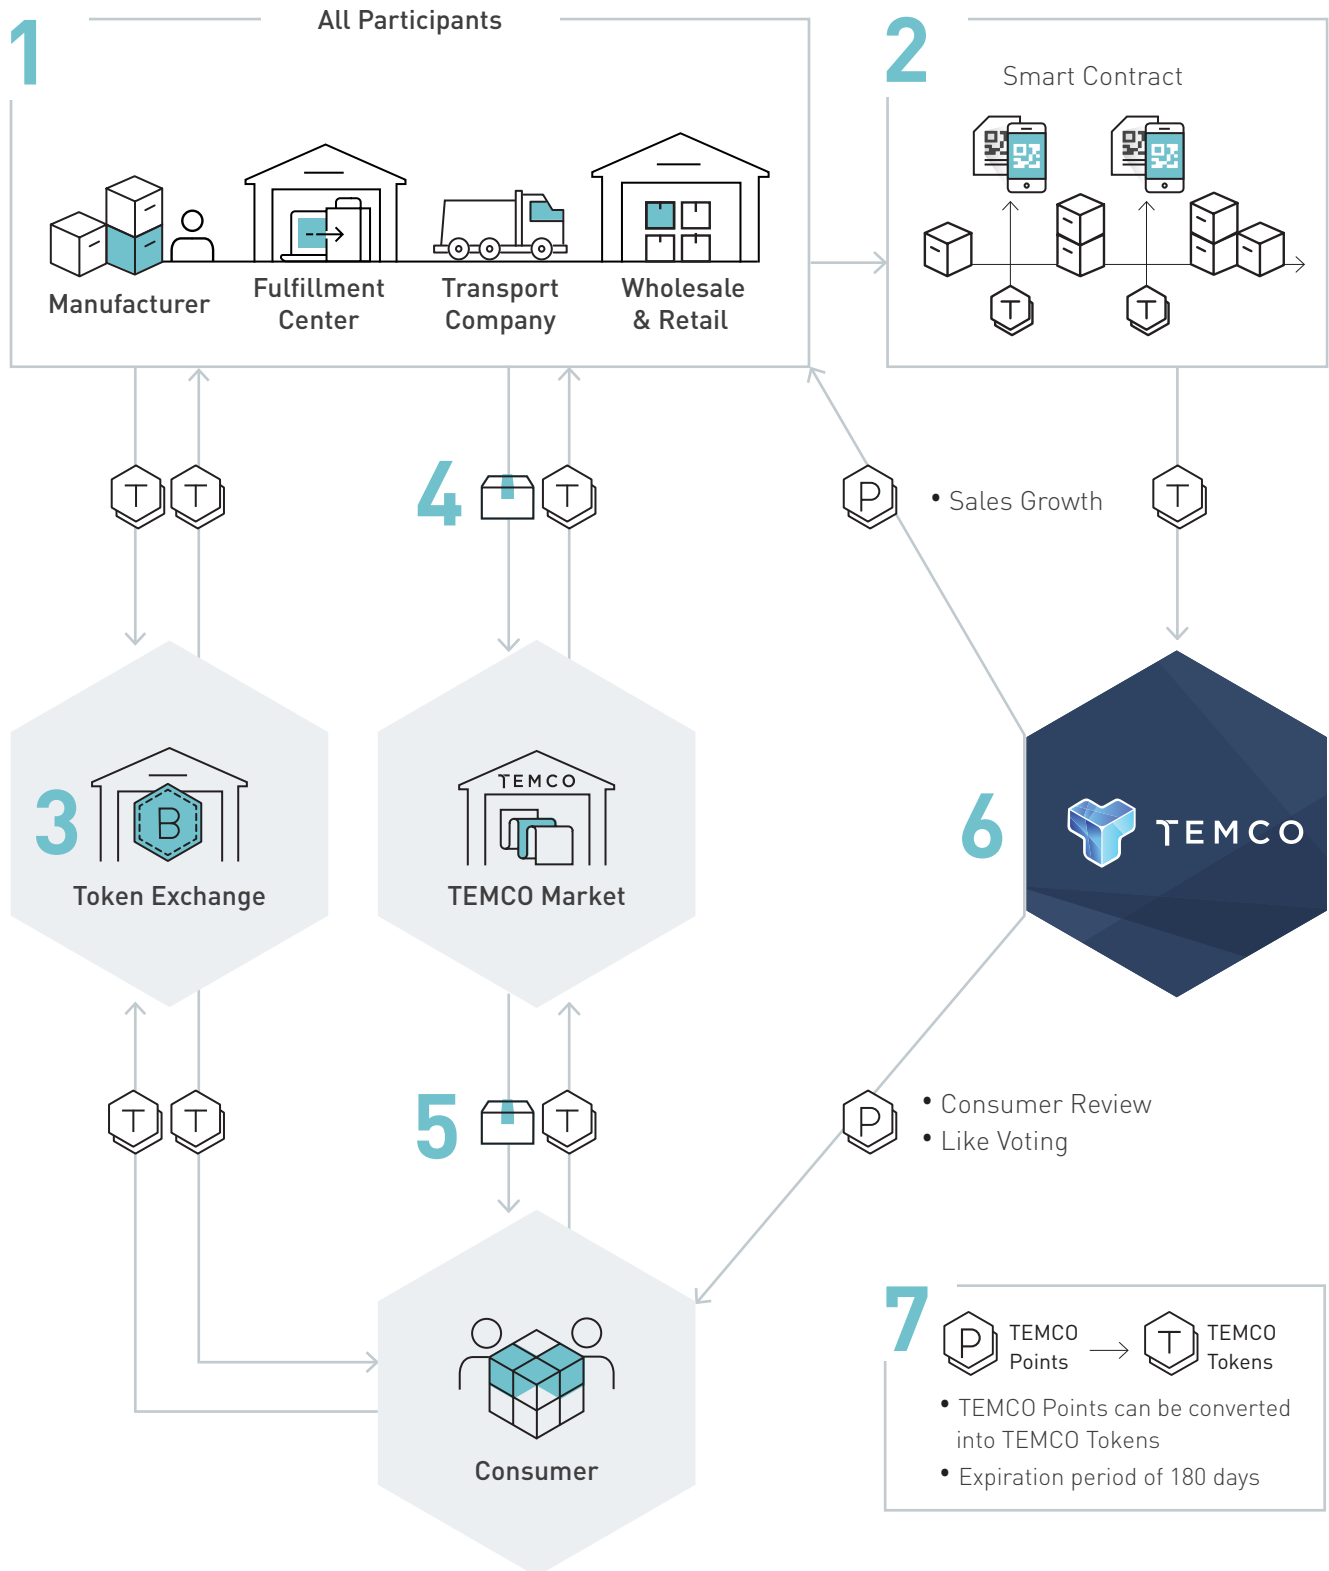 1
All Participants
Manufacturer
Fulfillment
Center
Transport
Company
Wholesale
& Retail
2
Smart Contract
T
T
T
T
4
T
P
• Sales Growth
T
3
B
Token Exchange
TEMCO
TEMCO Market
6
TEMCO
T
T
5
T
P
• Consumer Review
• Like Voting
Consumer
7
P
TEMCO
Points
T
TEMCO
Tokens
• TEMCO Points can be converted
into TEMCO Tokens
• Expiration period of 180 days